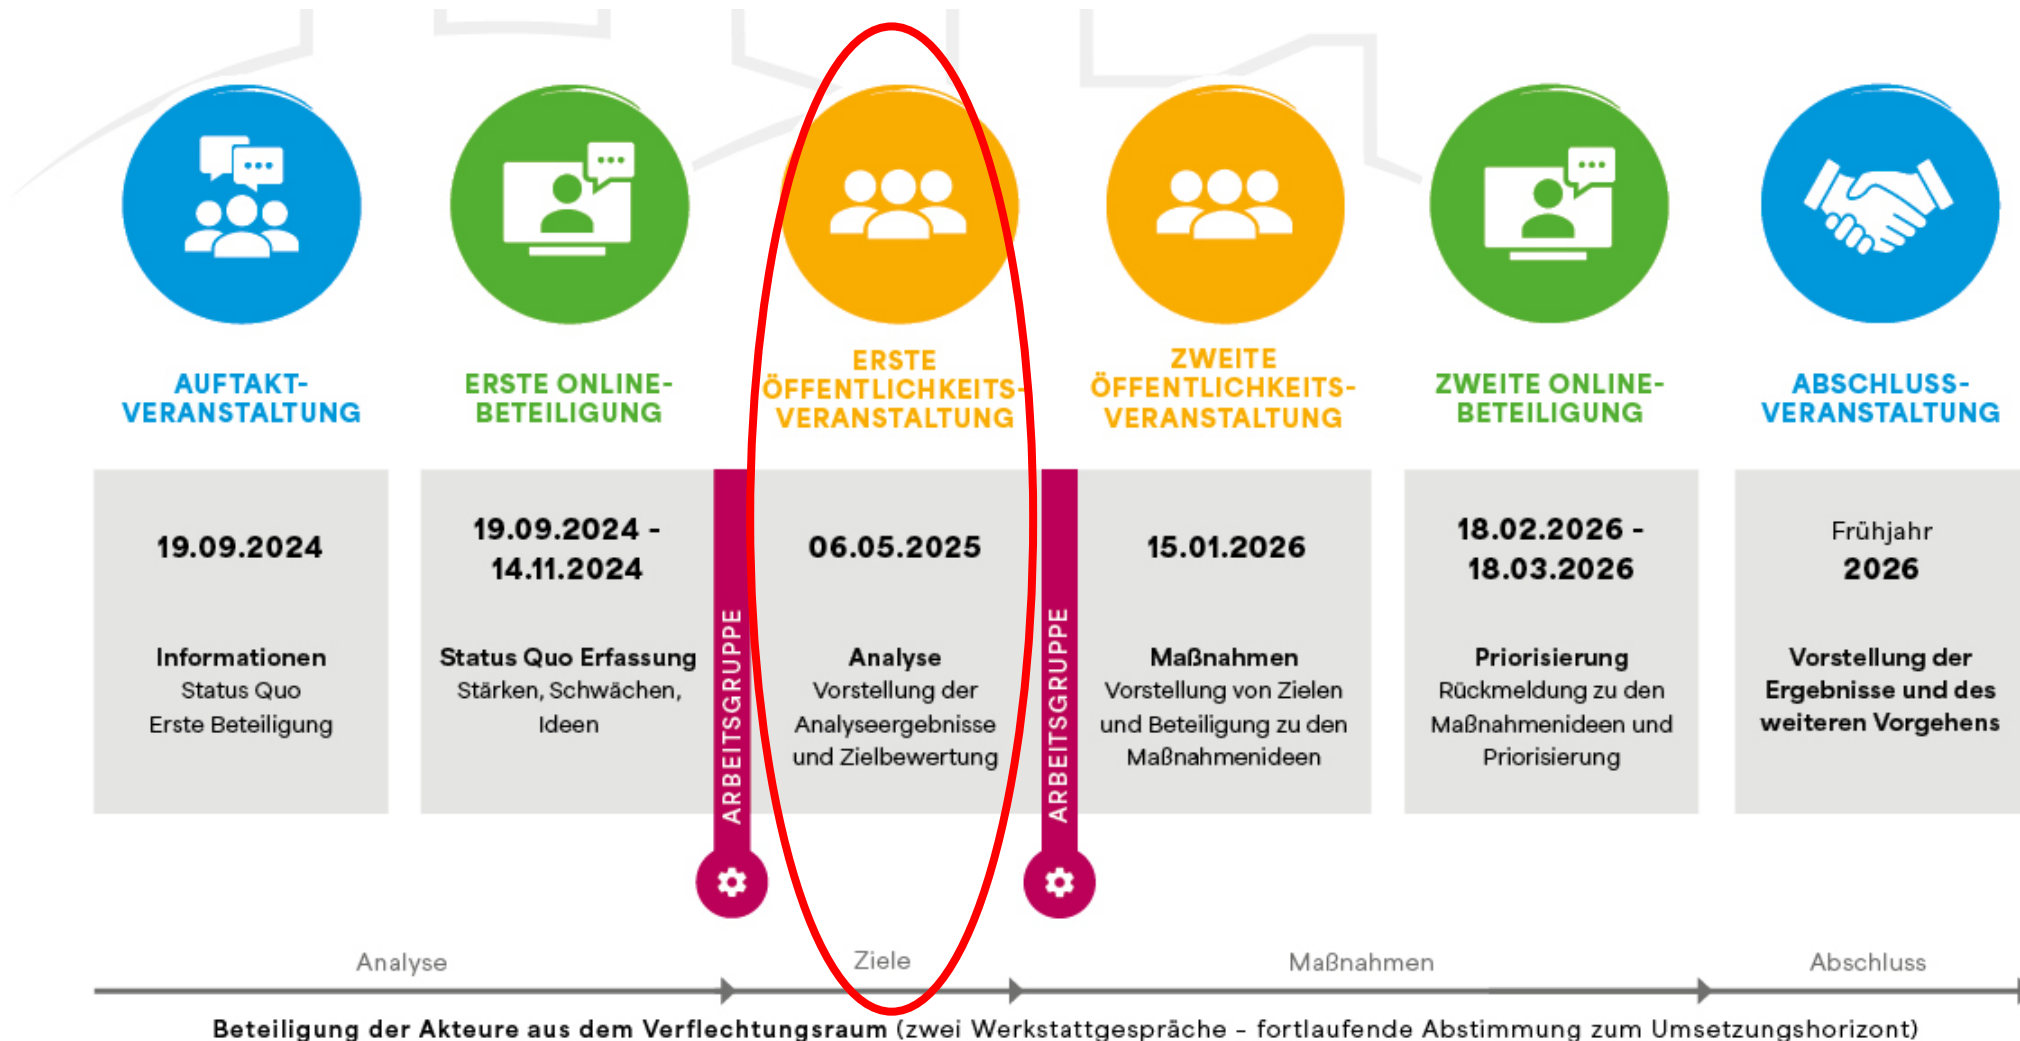 AUFTAKT-
VERANSTALTUNG
19.09.2024
Informationen
Status Quo
Erste Beteiligung
ERSTE ONLINE-
BETEILIGUNG
19.09.2024 -
14.11.2024
Status Quo Erfassung
Stärken, Schwächen,
Ideen
ARBEITSGRUPPE
ERSTE
ÖFFENTLICHKEITS-
VERANSTALTUNG
06.05.2025
Analyse
Vorstellung der
Analyseergebnisse
und Zielbewertung
ARBEITSGRUPPE
ZWEITE
ÖFFENTLICHKEITS-
VERANSTALTUNG
15.01.2026
Maßnahmen
Vorstellung von Zielen
und Beteiligung zu den
Maßnahmenideen
ZWEITE ONLINE-
BETEILIGUNG
18.02.2026 -
18.03.2026
Priorisierung
Rückmeldung zu den
Maßnahmenideen und
Priorisierung
ABSCHLUSS-
VERANSTALTUNG
Frühjahr
2026
Vorstellung der
Ergebnisse und des
weiteren Vorgehens
Analyse
Ziele
Maßnahmen
Abschluss
Beteiligung der Akteure aus dem Verflechtungsraum (zwei Werkstattgespräche - fortlaufende Abstimmung zum Umsetzungshorizont)